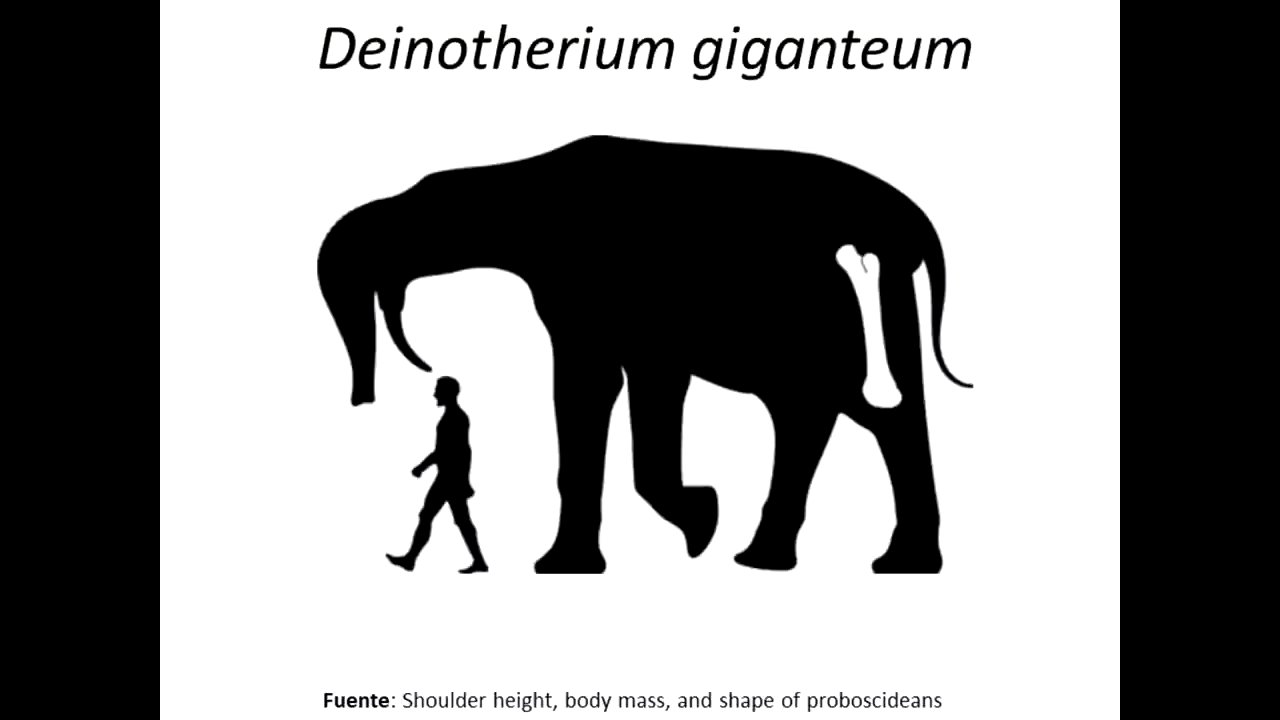 Deinotherium giganteum
Fuente: Shoulder height, body mass, and shape of proboscideans